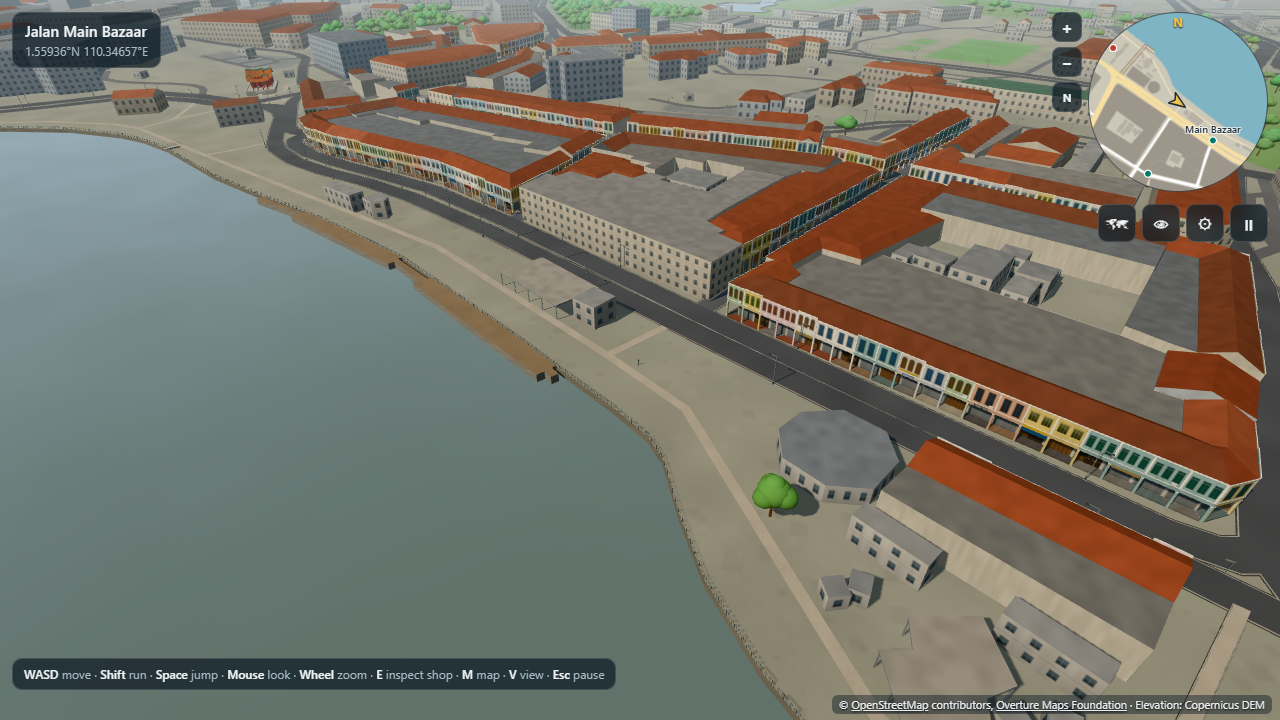 Jalan Main Bazaar
1.55936°N 110.34657°E
+
−
N
N
Main Bazaar
WASD move · Shift run · Space jump · Mouse look · Wheel zoom · E inspect shop · M map · V view · Esc pause
© OpenStreetMap contributors, Overture Maps Foundation · Elevation: Copernicus DEM